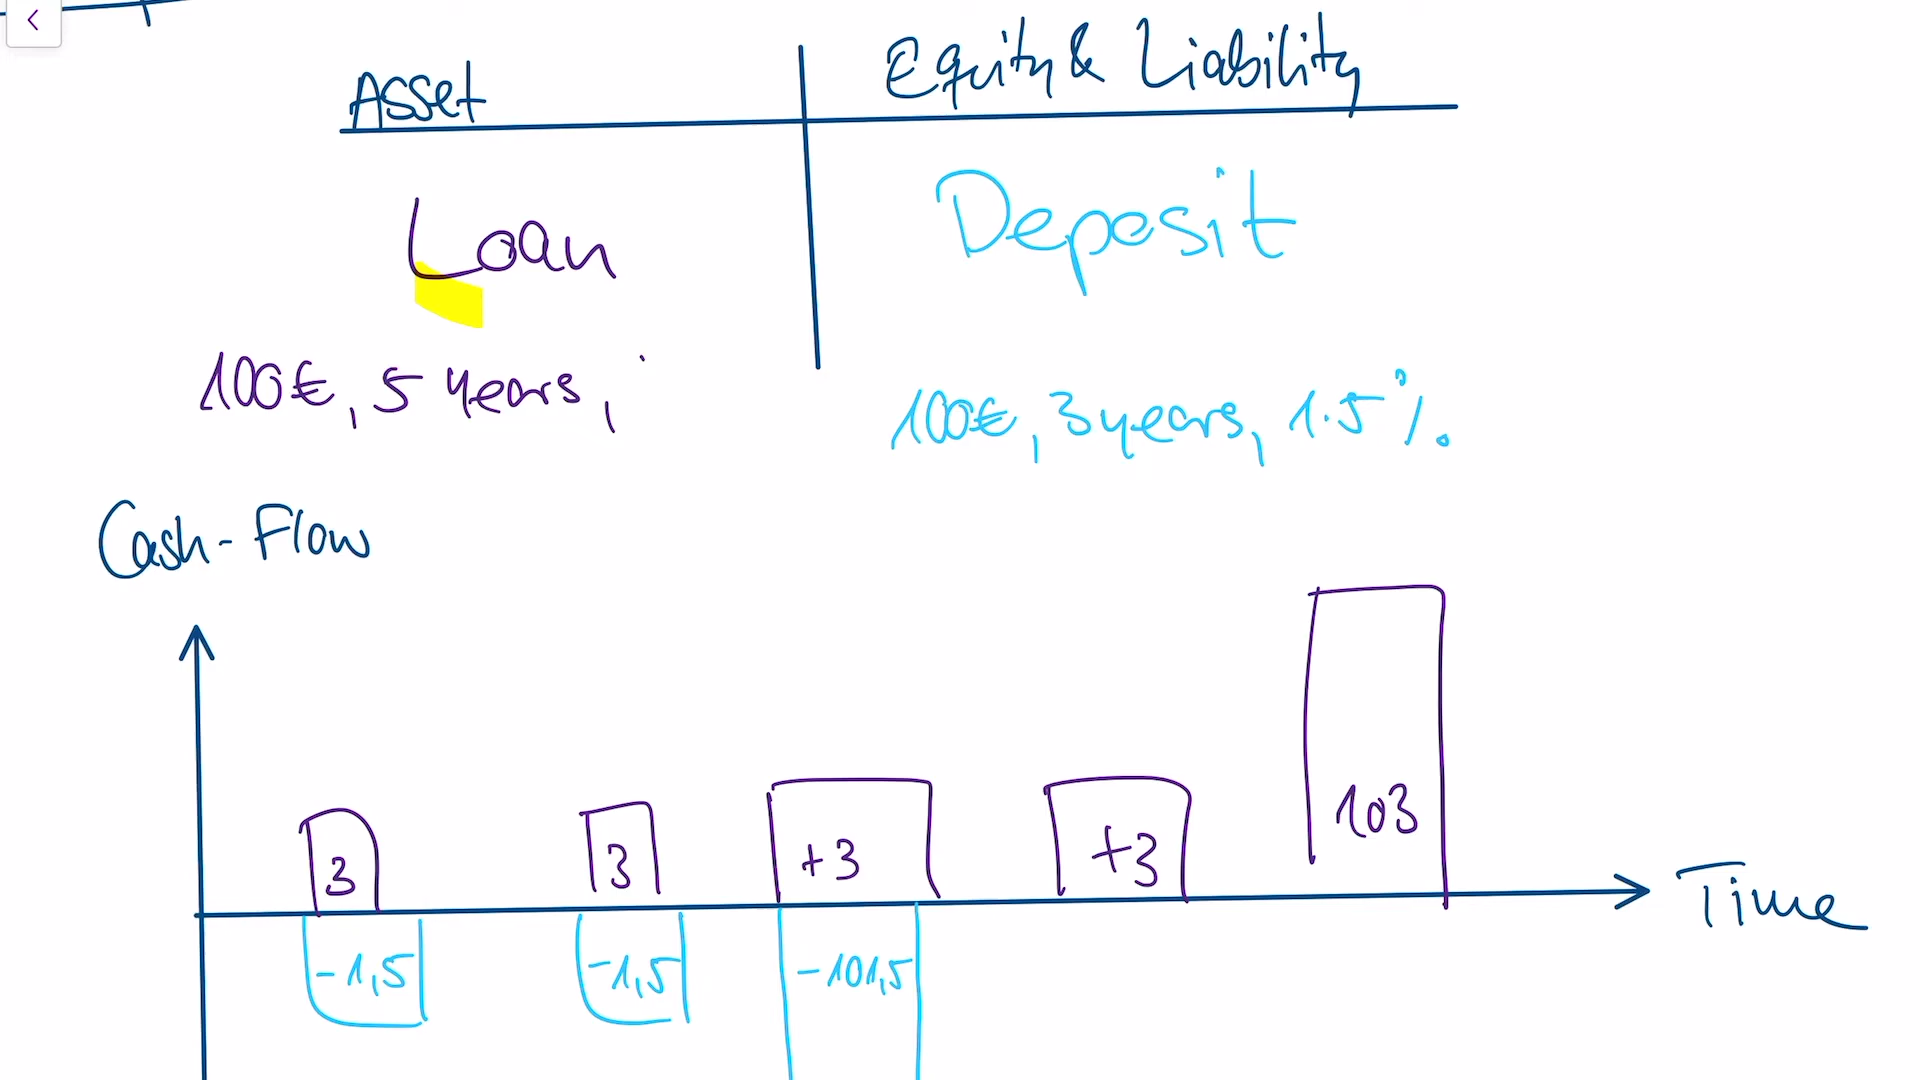 Asset Equity & Liability
Loan Deposit
100€, 5 years,
100€, 3 years, 1.5%.
Cash-Flow
3 3 +3 +3 103
Time
-1,5 -1,5 -101,5